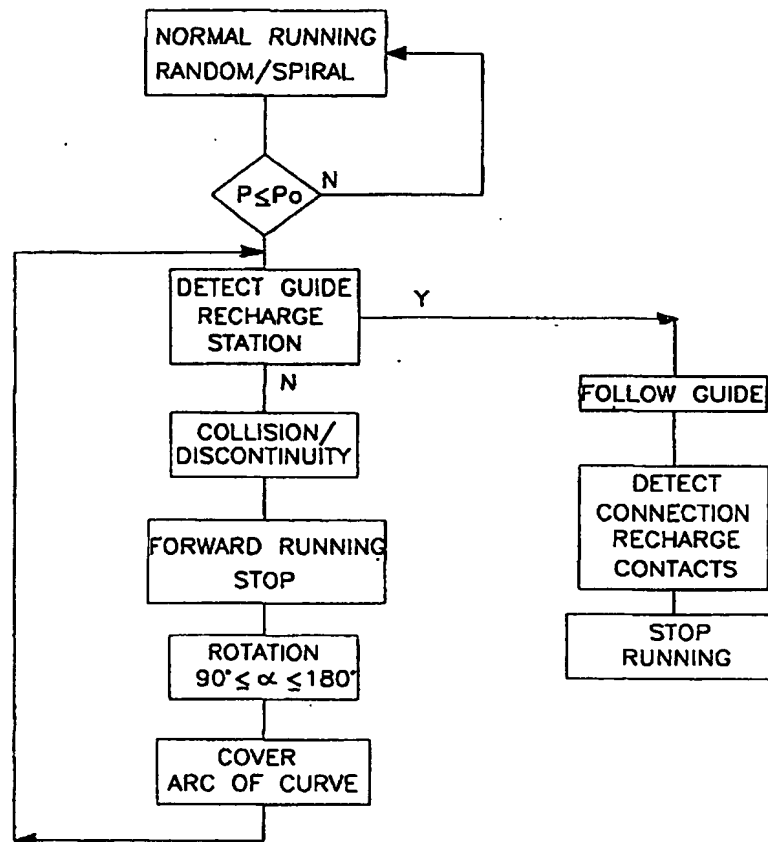 NORMAL RUNNING
RANDOM/SPIRAL
P≤Po
N
DETECT GUIDE
RECHARGE
STATION
Y
N
FOLLOW GUIDE
COLLISION/
DISCONTINUITY
DETECT
CONNECTION
RECHARGE
CONTACTS
FORWARD RUNNING
STOP
STOP
RUNNING
ROTATION
90°≤ α ≤180°
COVER
ARC OF CURVE